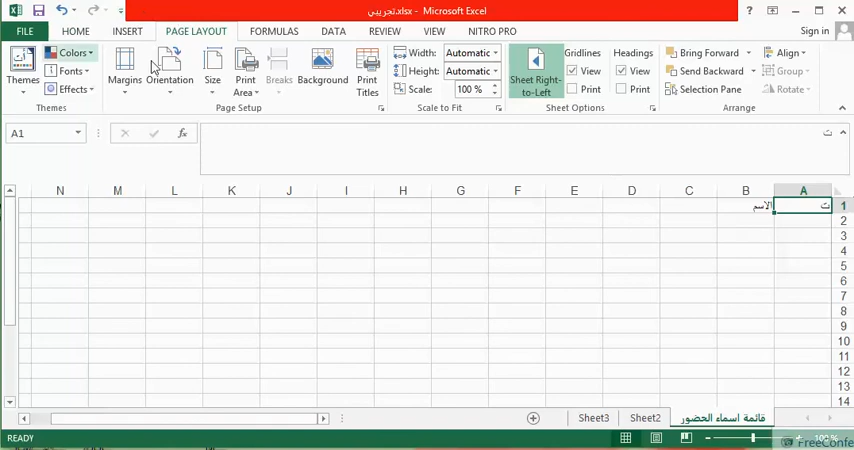 تجريبي.xlsx - Microsoft Excel
FILE HOME INSERT PAGE LAYOUT FORMULAS DATA REVIEW VIEW NITRO PRO Sign in
Themes
Colors
Fonts
Effects
Themes
Margins
Orientation
Size
Print Area
Breaks
Background
Print Titles
Page Setup
Width: Automatic
Height: Automatic
Scale: 100 %
Scale to Fit
Sheet Right-to-Left
Gridlines
View
Print
Headings
View
Print
Sheet Options
Bring Forward
Send Backward
Selection Pane
Align
Group
Rotate
Arrange
A1
fx
ت
N M L K J I H G F E D C B A
ت 1
الاسم
2
3
4
5
6
7
8
9
10
11
12
13
14
Sheet3 Sheet2 قائمة اسماء الحضور
READY
100 %
FreeConfe